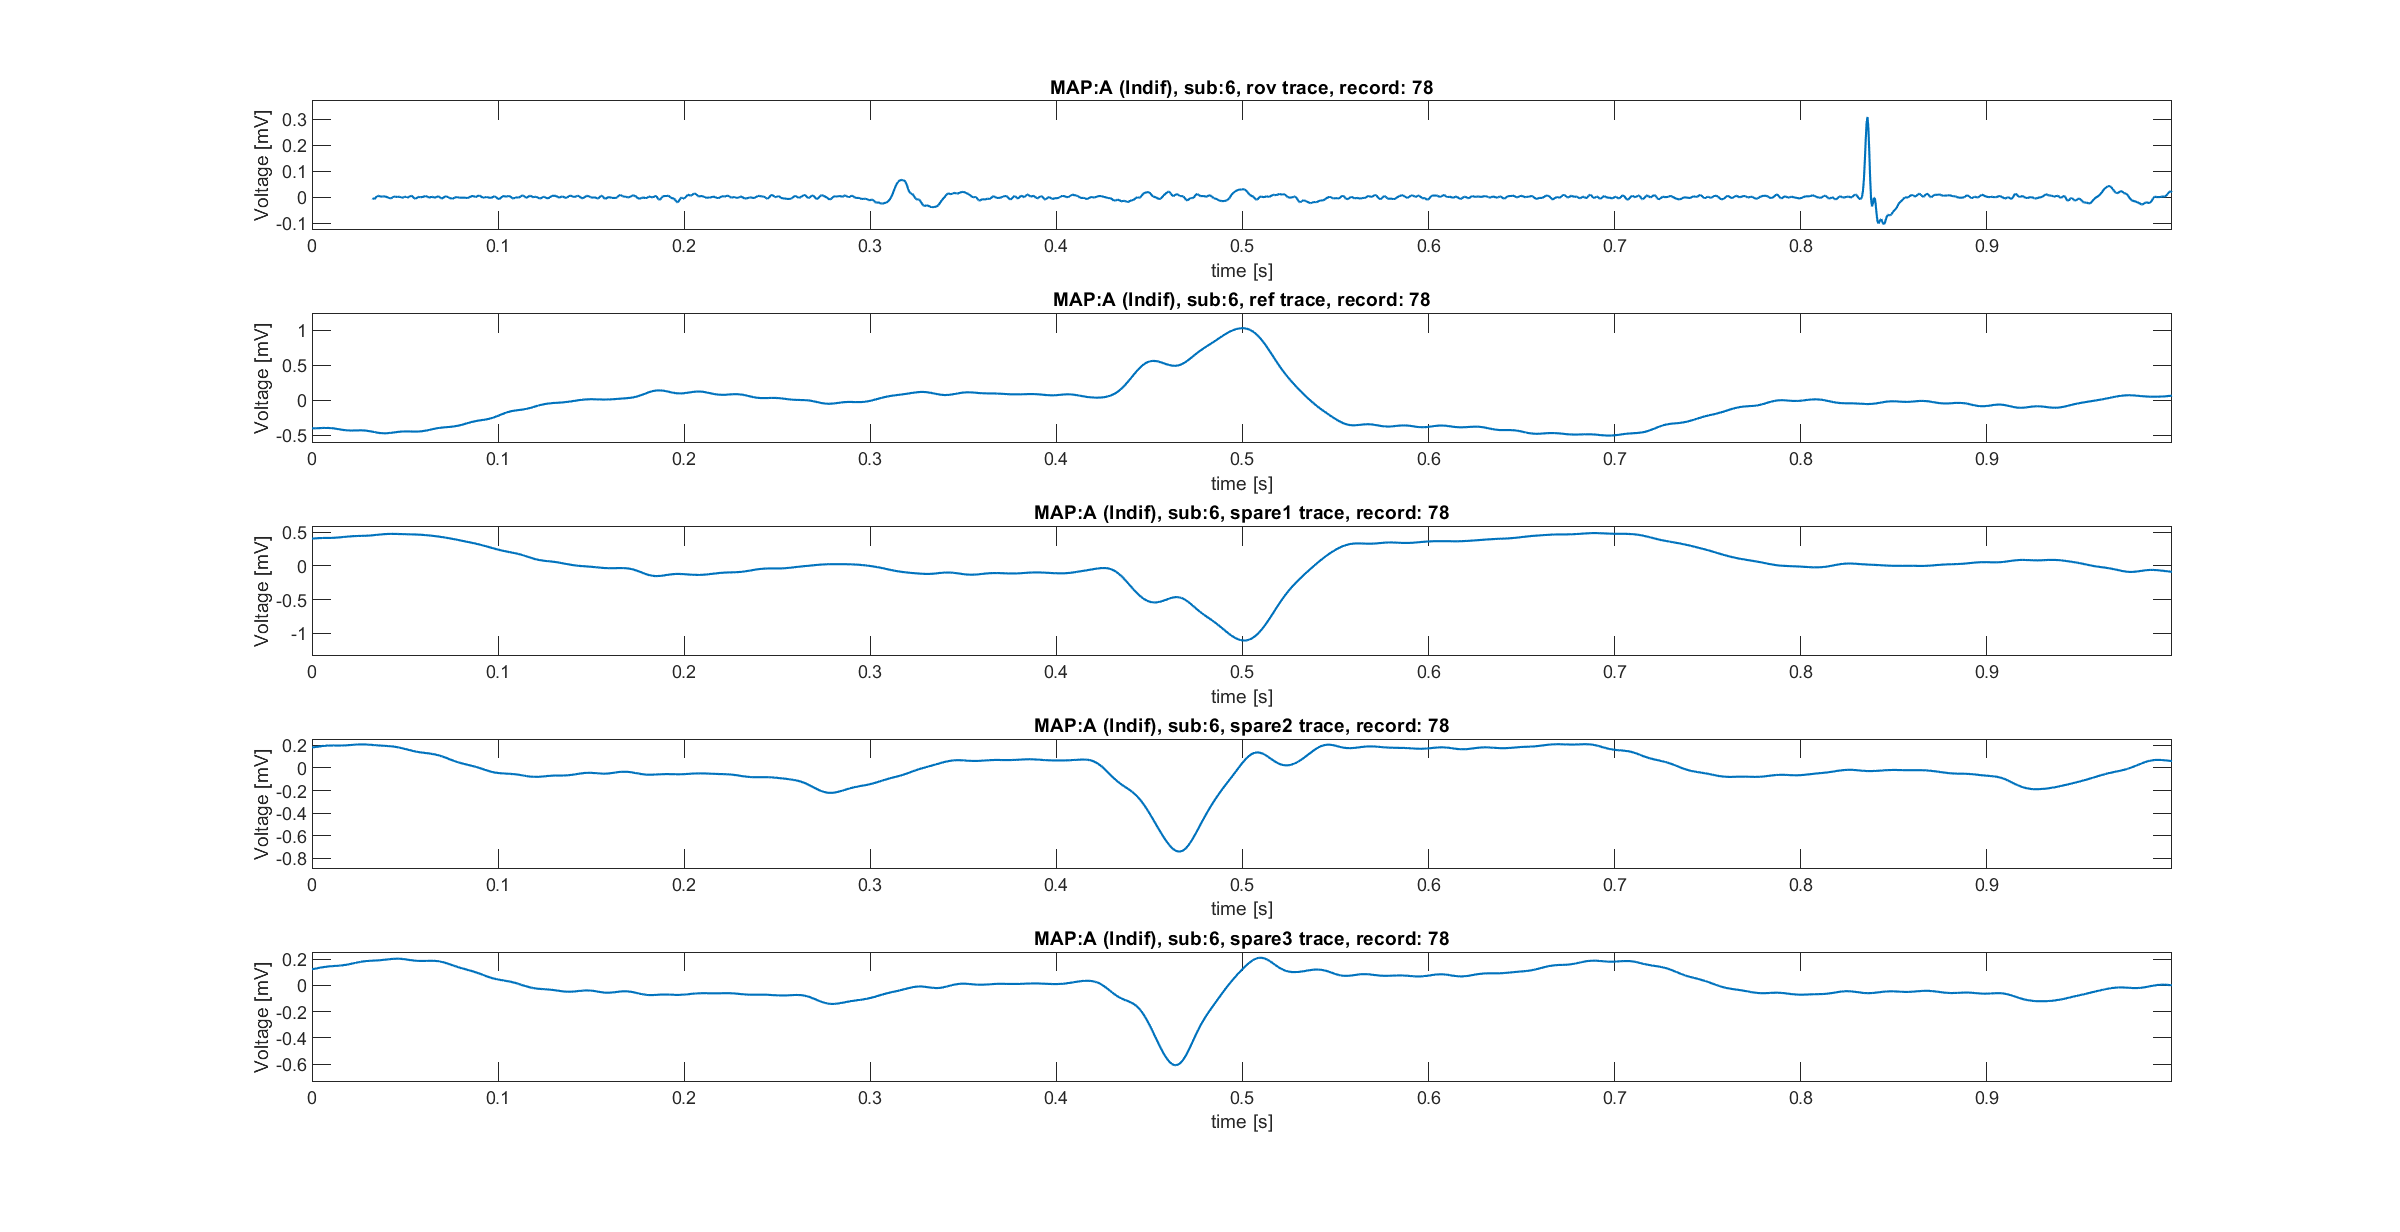 MAP:A (Indif), sub:6, rov trace, record: 78
Voltage [mV]
0.3
0.2
0.1
0
-0.1
0 0.1 0.2 0.3 0.4 0.5 0.6 0.7 0.8 0.9
time [s]
MAP:A (Indif), sub:6, ref trace, record: 78
Voltage [mV]
1
0.5
0
-0.5
0 0.1 0.2 0.3 0.4 0.5 0.6 0.7 0.8 0.9
time [s]
MAP:A (Indif), sub:6, spare1 trace, record: 78
Voltage [mV]
0.5
0
-0.5
-1
0 0.1 0.2 0.3 0.4 0.5 0.6 0.7 0.8 0.9
time [s]
MAP:A (Indif), sub:6, spare2 trace, record: 78
Voltage [mV]
0.2
0
-0.2
-0.4
-0.6
-0.8
0 0.1 0.2 0.3 0.4 0.5 0.6 0.7 0.8 0.9
time [s]
MAP:A (Indif), sub:6, spare3 trace, record: 78
Voltage [mV]
0.2
0
-0.2
-0.4
-0.6
0 0.1 0.2 0.3 0.4 0.5 0.6 0.7 0.8 0.9
time [s]